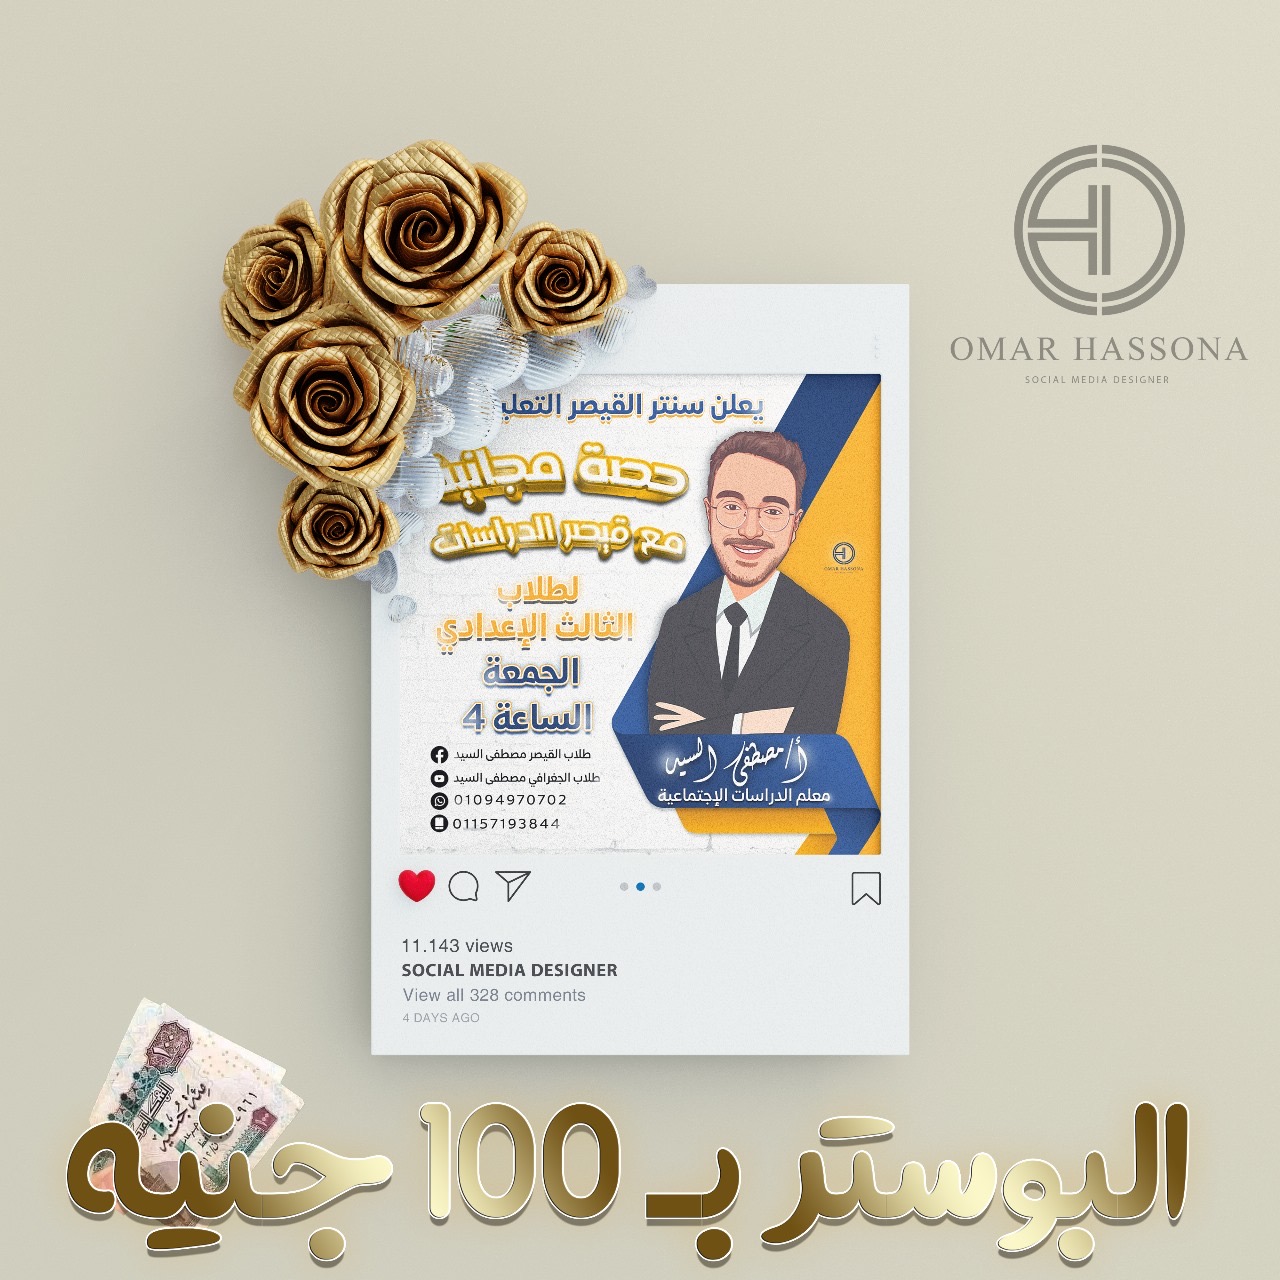 OMAR HASSONA
SOCIAL MEDIA DESIGNER
يعلن سنتر القيصر
حصة
مع قيصر الدراسات
لطلاب
الثالث الإعدادي
الجمعة
الساعة 4
طلاب القيصر مصطفى السيد
طلاب الجغرافي مصطفى السيد
01094970702
01157193844
OMAR HASSONA
أ/ مصطفى السيد
معلم الدراسات الإجتماعية
11.143 views
SOCIAL MEDIA DESIGNER
View all 328 comments
4 DAYS AGO
البوستر بـ 100 جنيه